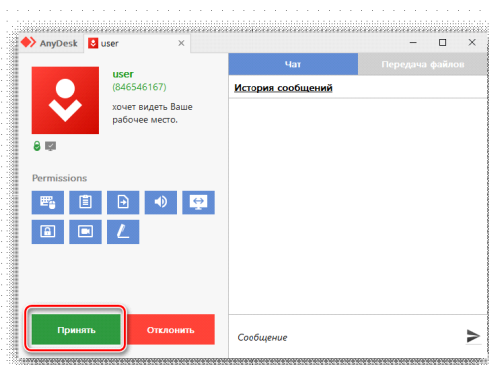 AnyDesk
user
user
(846546167)
хочет видеть Ваше
рабочее место.
Permissions
Принять
Отклонить
Чат
Передача файлов
История сообщений
Сообщение